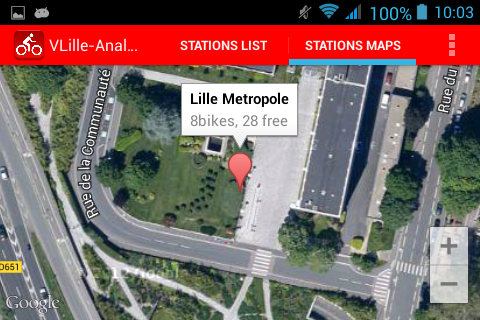 100% 10:03
VLille-Anal...
STATIONS LIST
STATIONS MAPS
Lille Metropole
8bikes, 28 free
Rue de la Communauté
Rue du
D651
Google
+
−